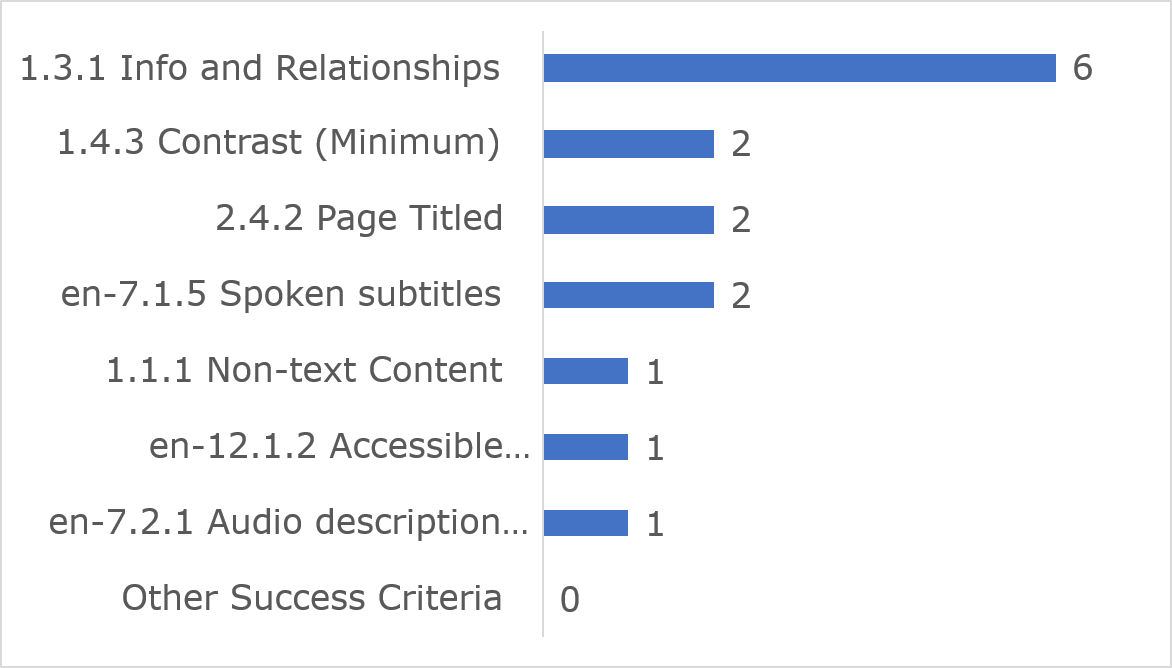 1.3.1 Info and Relationships 6
1.4.3 Contrast (Minimum) 2
2.4.2 Page Titled 2
en-7.1.5 Spoken subtitles 2
1.1.1 Non-text Content 1
en-12.1.2 Accessible… 1
en-7.2.1 Audio description… 1
Other Success Criteria 0